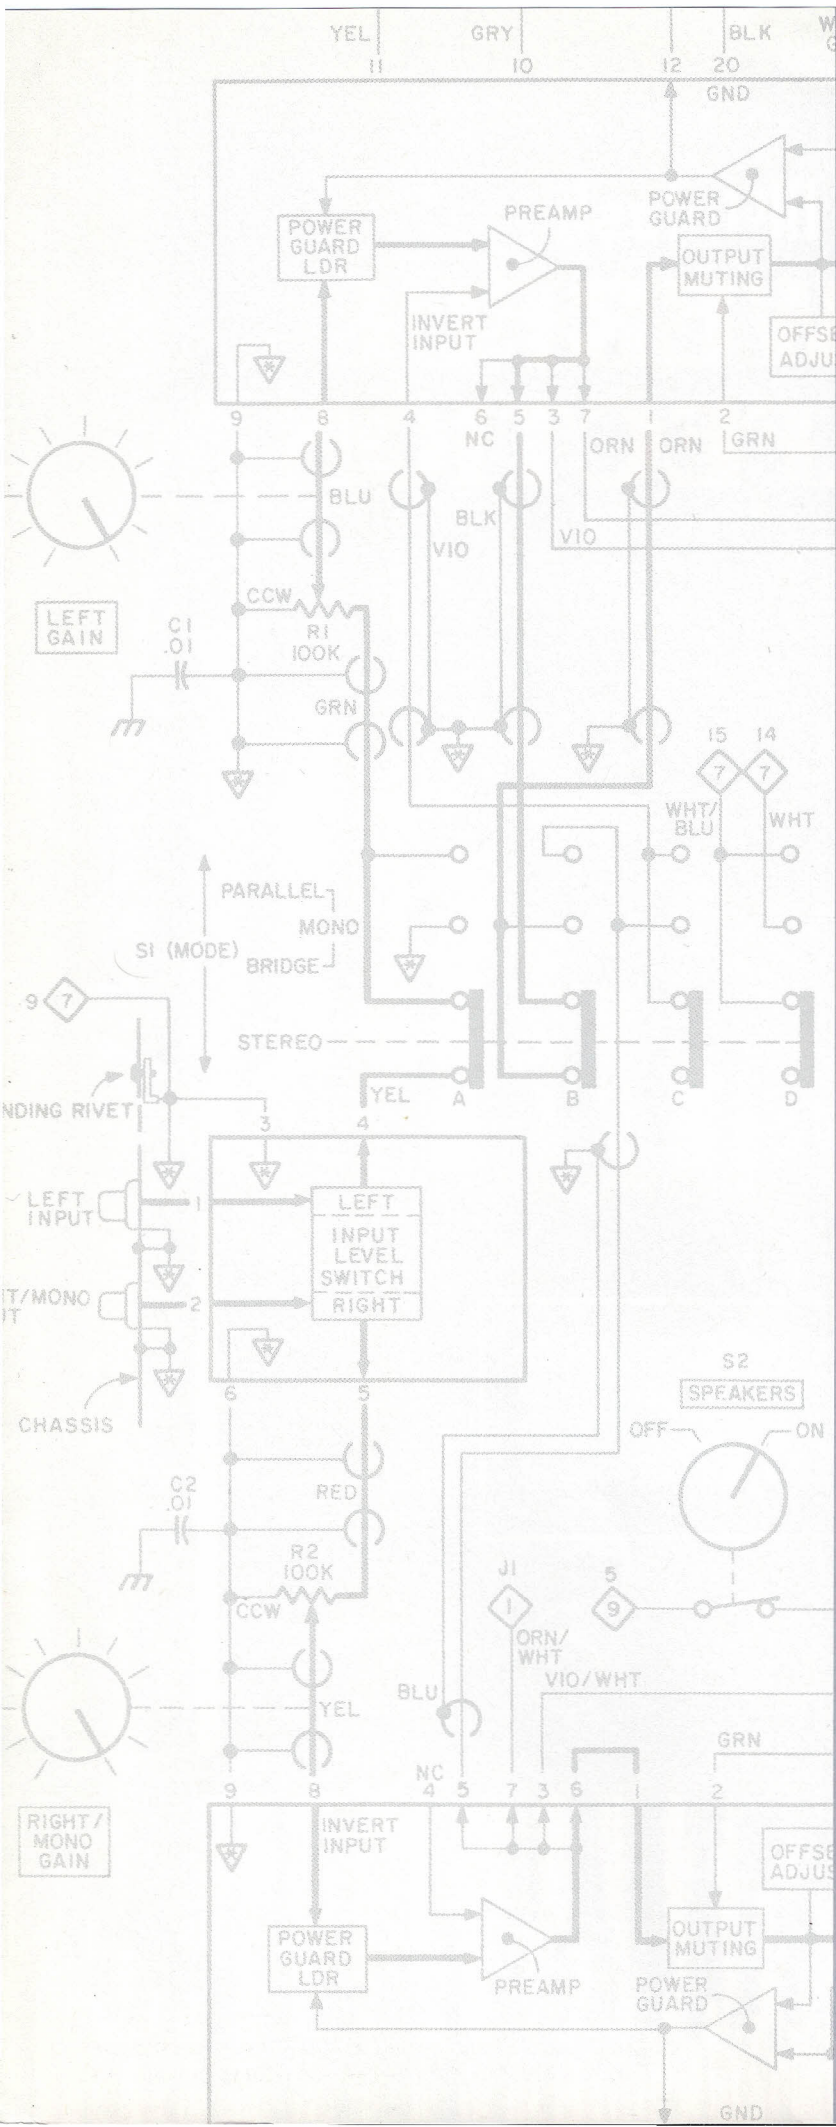 YEL
GRY
BLK
11
10
12
20
GND
POWER
GUARD
PREAMP
POWER
GUARD
LDR
OUTPUT
MUTING
INVERT
INPUT
9
8
4
6
5
3
7
1
2
NC
ORN
ORN
GRN
BLU
BLK
VIO
VIO
CCW
LEFT
GAIN
C1
.01
R1
100K
GRN
15
14
7
7
WHT/
BLU
WHT
PARALLEL
MONO
S1 (MODE)
BRIDGE
9
7
STEREO
YEL
A
B
C
D
RIVET
3
4
LEFT
INPUT
1
LEFT
INPUT
LEVEL
SWITCH
RIGHT
/MONO
2
6
5
CHASSIS
S2
SPEAKERS
OFF
ON
C2
.01
RED
R2
100K
CCW
J1
1
5
9
ORN/
WHT
VIO/WHT
BLU
YEL
GRN
NC
9
8
4
5
7
3
6
1
2
RIGHT/
MONO
GAIN
INVERT
INPUT
POWER
GUARD
LDR
PREAMP
OUTPUT
MUTING
POWER
GUARD
GND